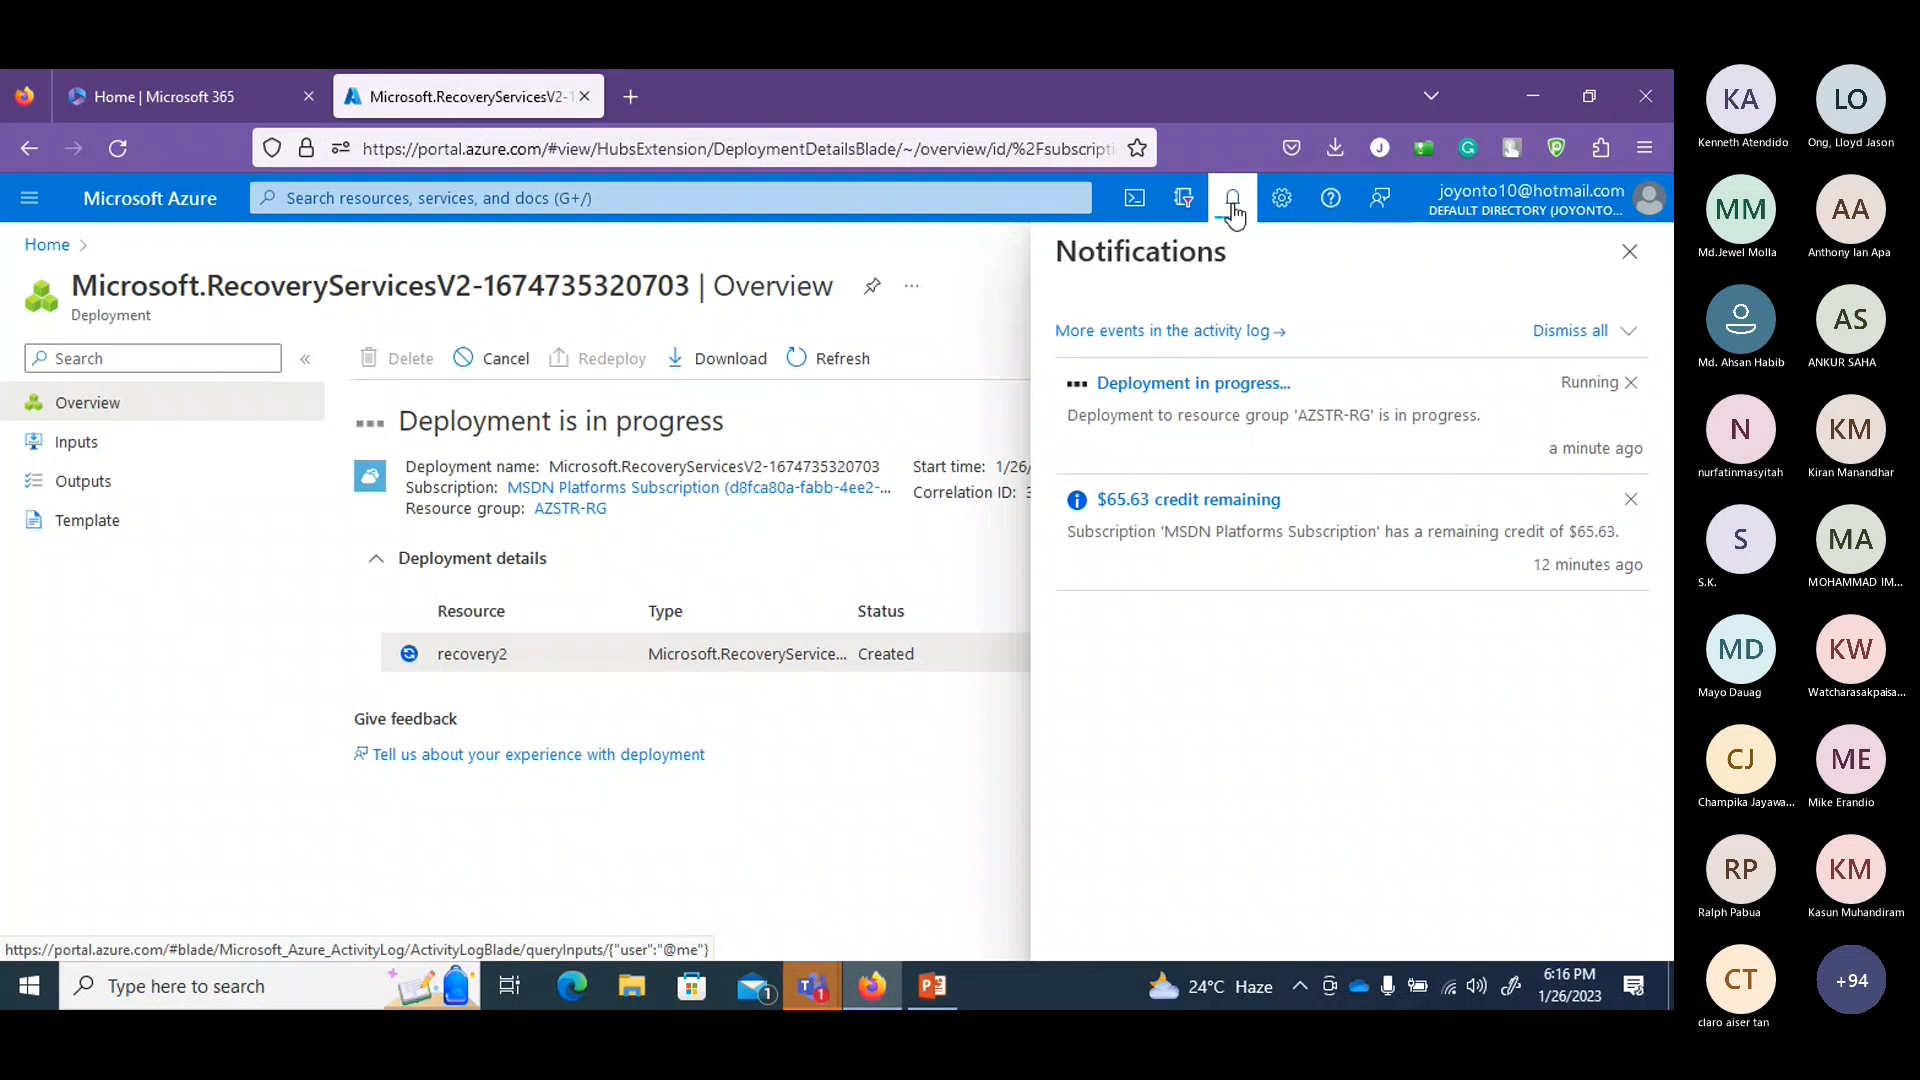 Home | Microsoft 365
Microsoft.RecoveryServicesV2-1
https://portal.azure.com/#view/HubsExtension/DeploymentDetailsBlade/~/overview/id/%2Fsubscripti
Microsoft Azure
Search resources, services, and docs (G+/)
joyonto10@hotmail.com
DEFAULT DIRECTORY (JOYONTO...
Home
Microsoft.RecoveryServicesV2-1674735320703 | Overview
Deployment
Search
Delete
Cancel
Redeploy
Download
Refresh
Overview
Inputs
Outputs
Template
Deployment is in progress
Deployment name: Microsoft.RecoveryServicesV2-1674735320703
Subscription: MSDN Platforms Subscription (d8fca80a-fabb-4ee2-...
Resource group: AZSTR-RG
Start time: 1/26/
Correlation ID:
Deployment details
Resource Type Status
recovery2 Microsoft.RecoveryService... Created
Give feedback
Tell us about your experience with deployment
Notifications
More events in the activity log →
Dismiss all
Deployment in progress...
Running
Deployment to resource group 'AZSTR-RG' is in progress.
a minute ago
$65.63 credit remaining
Subscription 'MSDN Platforms Subscription' has a remaining credit of $65.63.
12 minutes ago
https://portal.azure.com/#blade/Microsoft_Azure_ActivityLog/ActivityLogBlade/queryInputs/{"user":"@me"}
Type here to search
1
1
24°C Haze
6:16 PM
1/26/2023
KA
Kenneth Atendido
LO
Ong, Lloyd Jason
MM
Md.Jewel Molla
AA
Anthony Ian Apa
Md. Ahsan Habib
AS
ANKUR SAHA
N
nurfatinmasyitah
KM
Kiran Manandhar
S
S.K.
MA
MOHAMMAD IM...
MD
Mayo Dauag
KW
Watcharasakpaisa...
CJ
Champika Jayawa...
ME
Mike Erandio
RP
Ralph Pabua
KM
Kasun Muhandiram
CT
claro aiser tan
+94